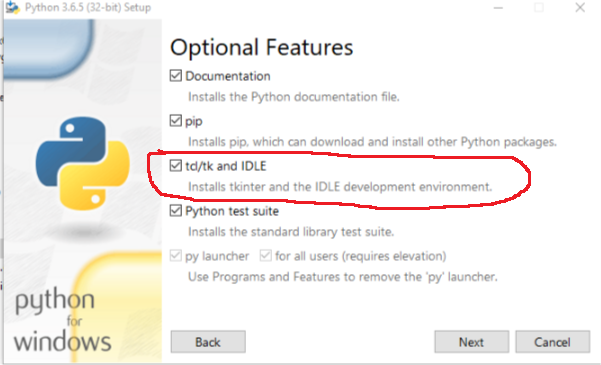 Python 3.6.5 (32-bit) Setup
Optional Features
Documentation
Installs the Python documentation file.
pip
Installs pip, which can download and install other Python packages.
tcl/tk and IDLE
Installs tkinter and the IDLE development environment.
Python test suite
Installs the standard library test suite.
py launcher for all users (requires elevation)
Use Programs and Features to remove the 'py' launcher.
python
for
windows
Back Next Cancel